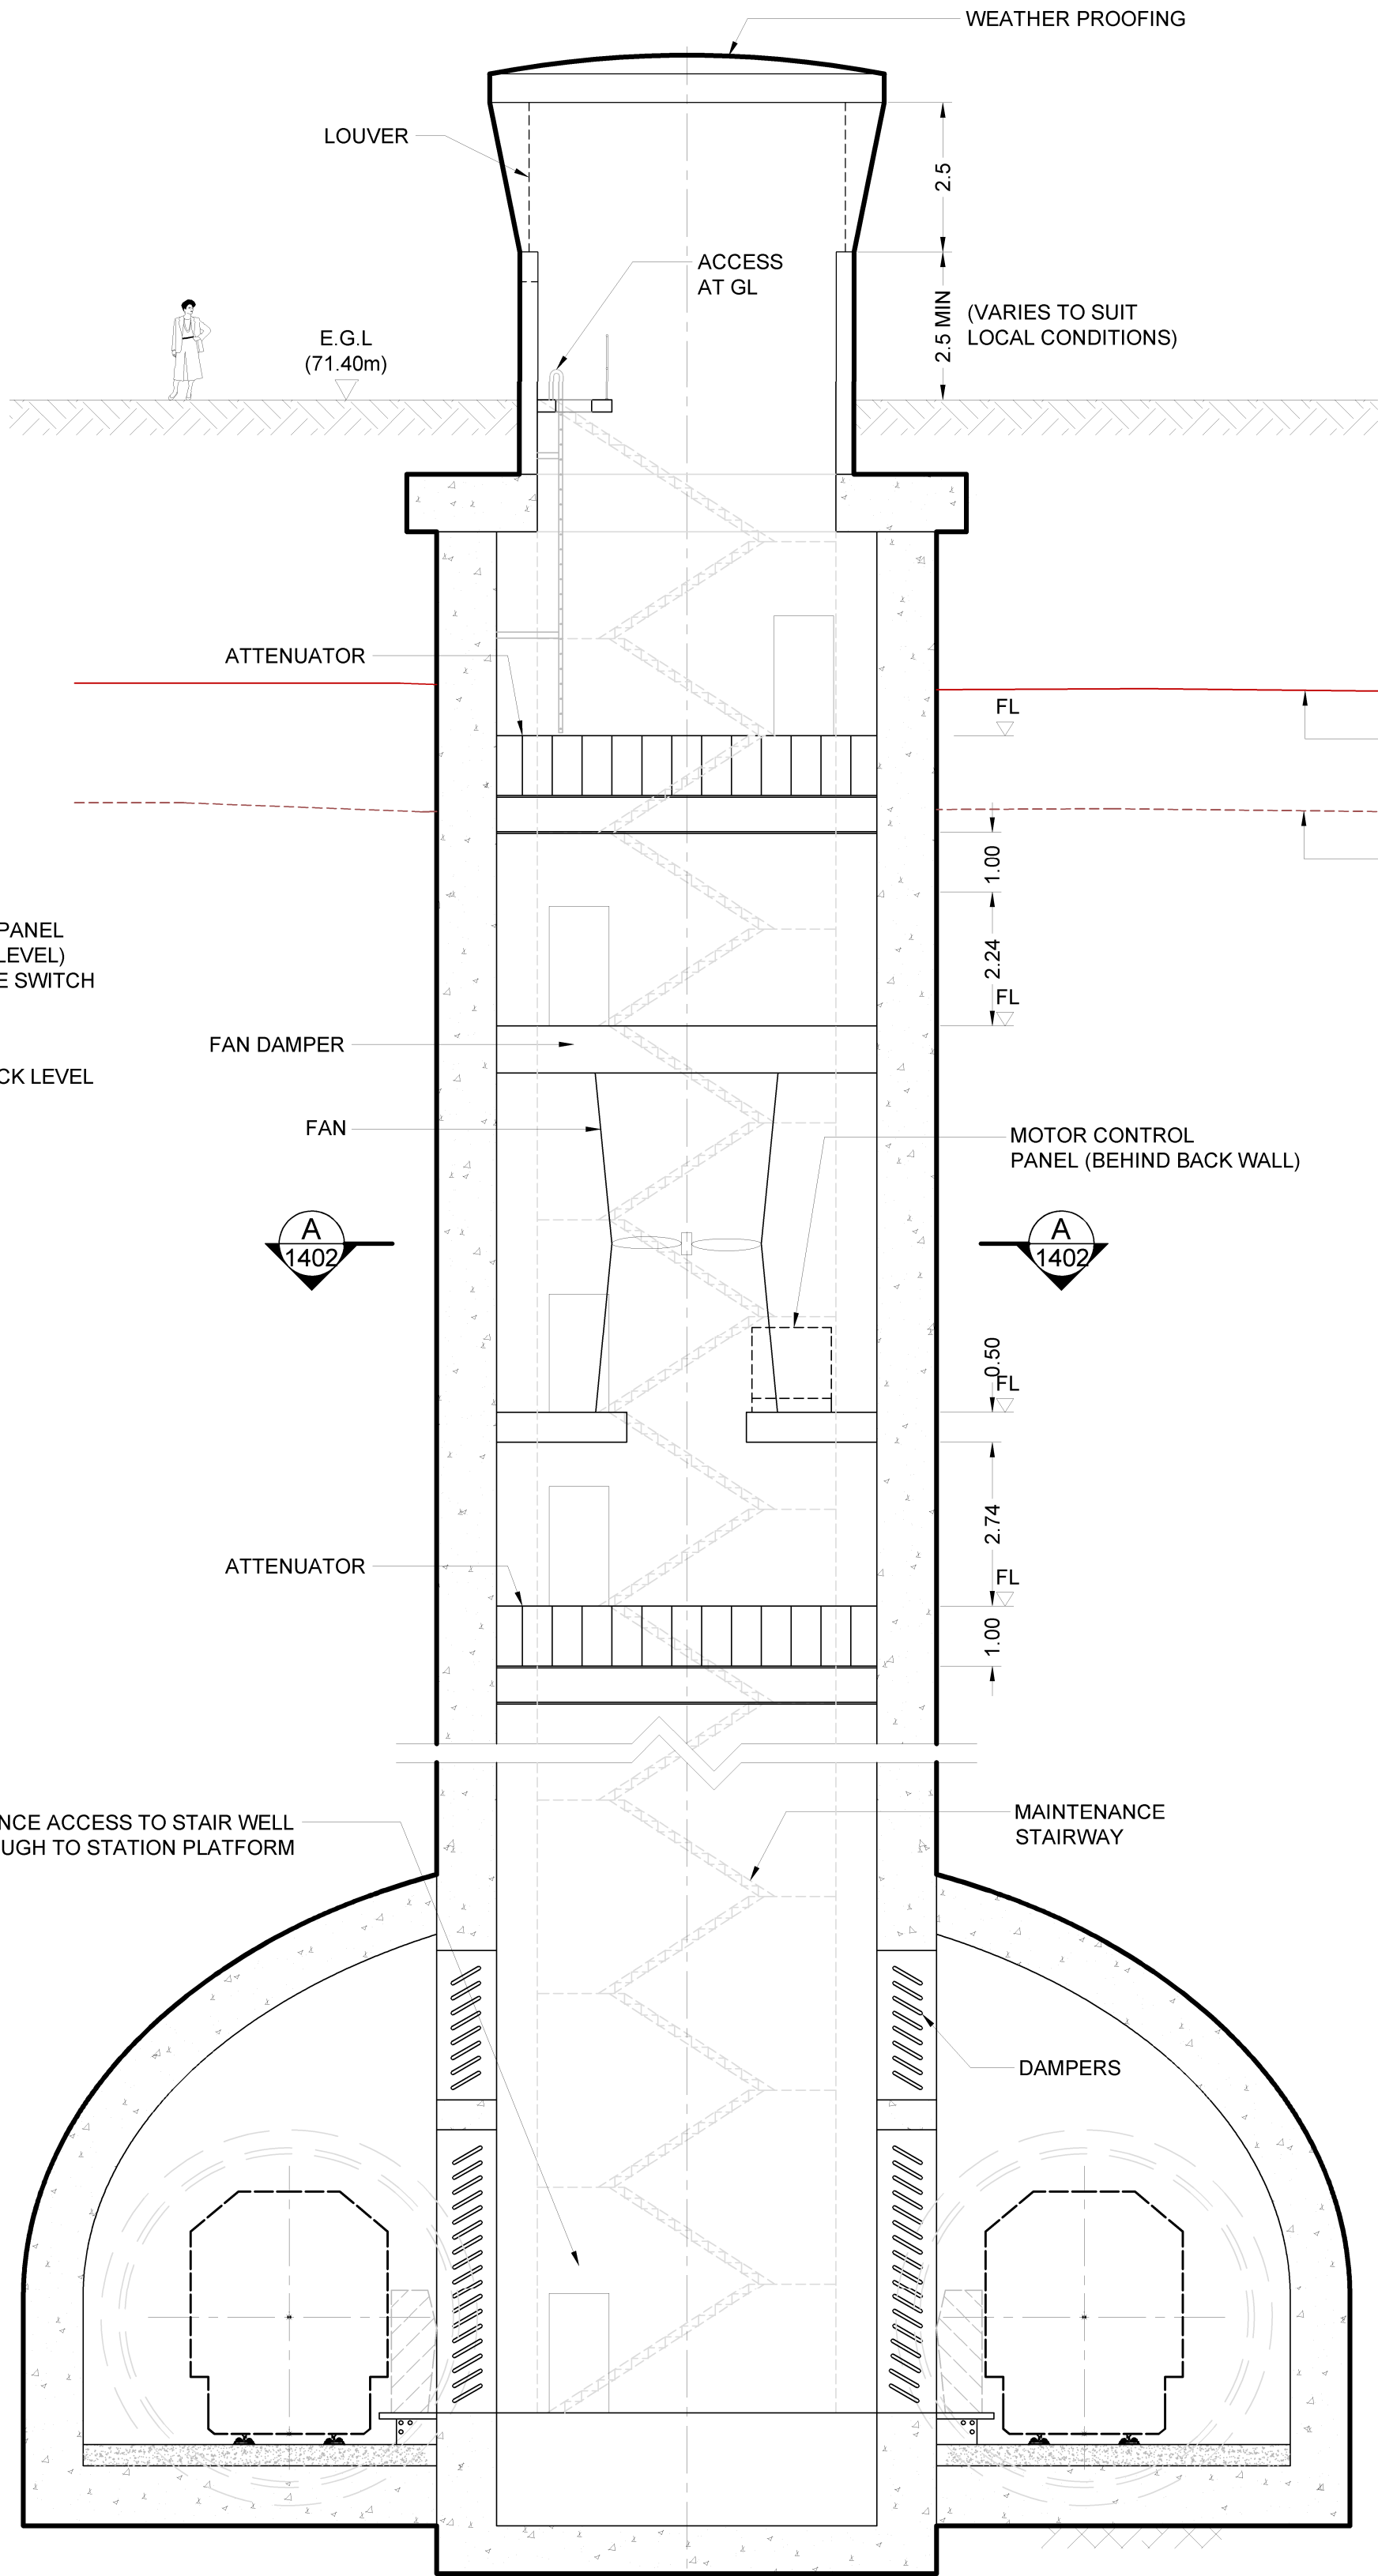 WEATHER PROOFING
LOUVER
2.5
ACCESS
AT GL
2.5 MIN
(VARIES TO SUIT
LOCAL CONDITIONS)
E.G.L
(71.40m)
ATTENUATOR
FL
1.00
PANEL
LEVEL)
E SWITCH
2.24
FL
FAN DAMPER
CK LEVEL
FAN
MOTOR CONTROL
PANEL (BEHIND BACK WALL)
A
1402
A
1402
0.50
FL
2.74
ATTENUATOR
FL
1.00
NCE ACCESS TO STAIR WELL
UGH TO STATION PLATFORM
MAINTENANCE
STAIRWAY
DAMPERS